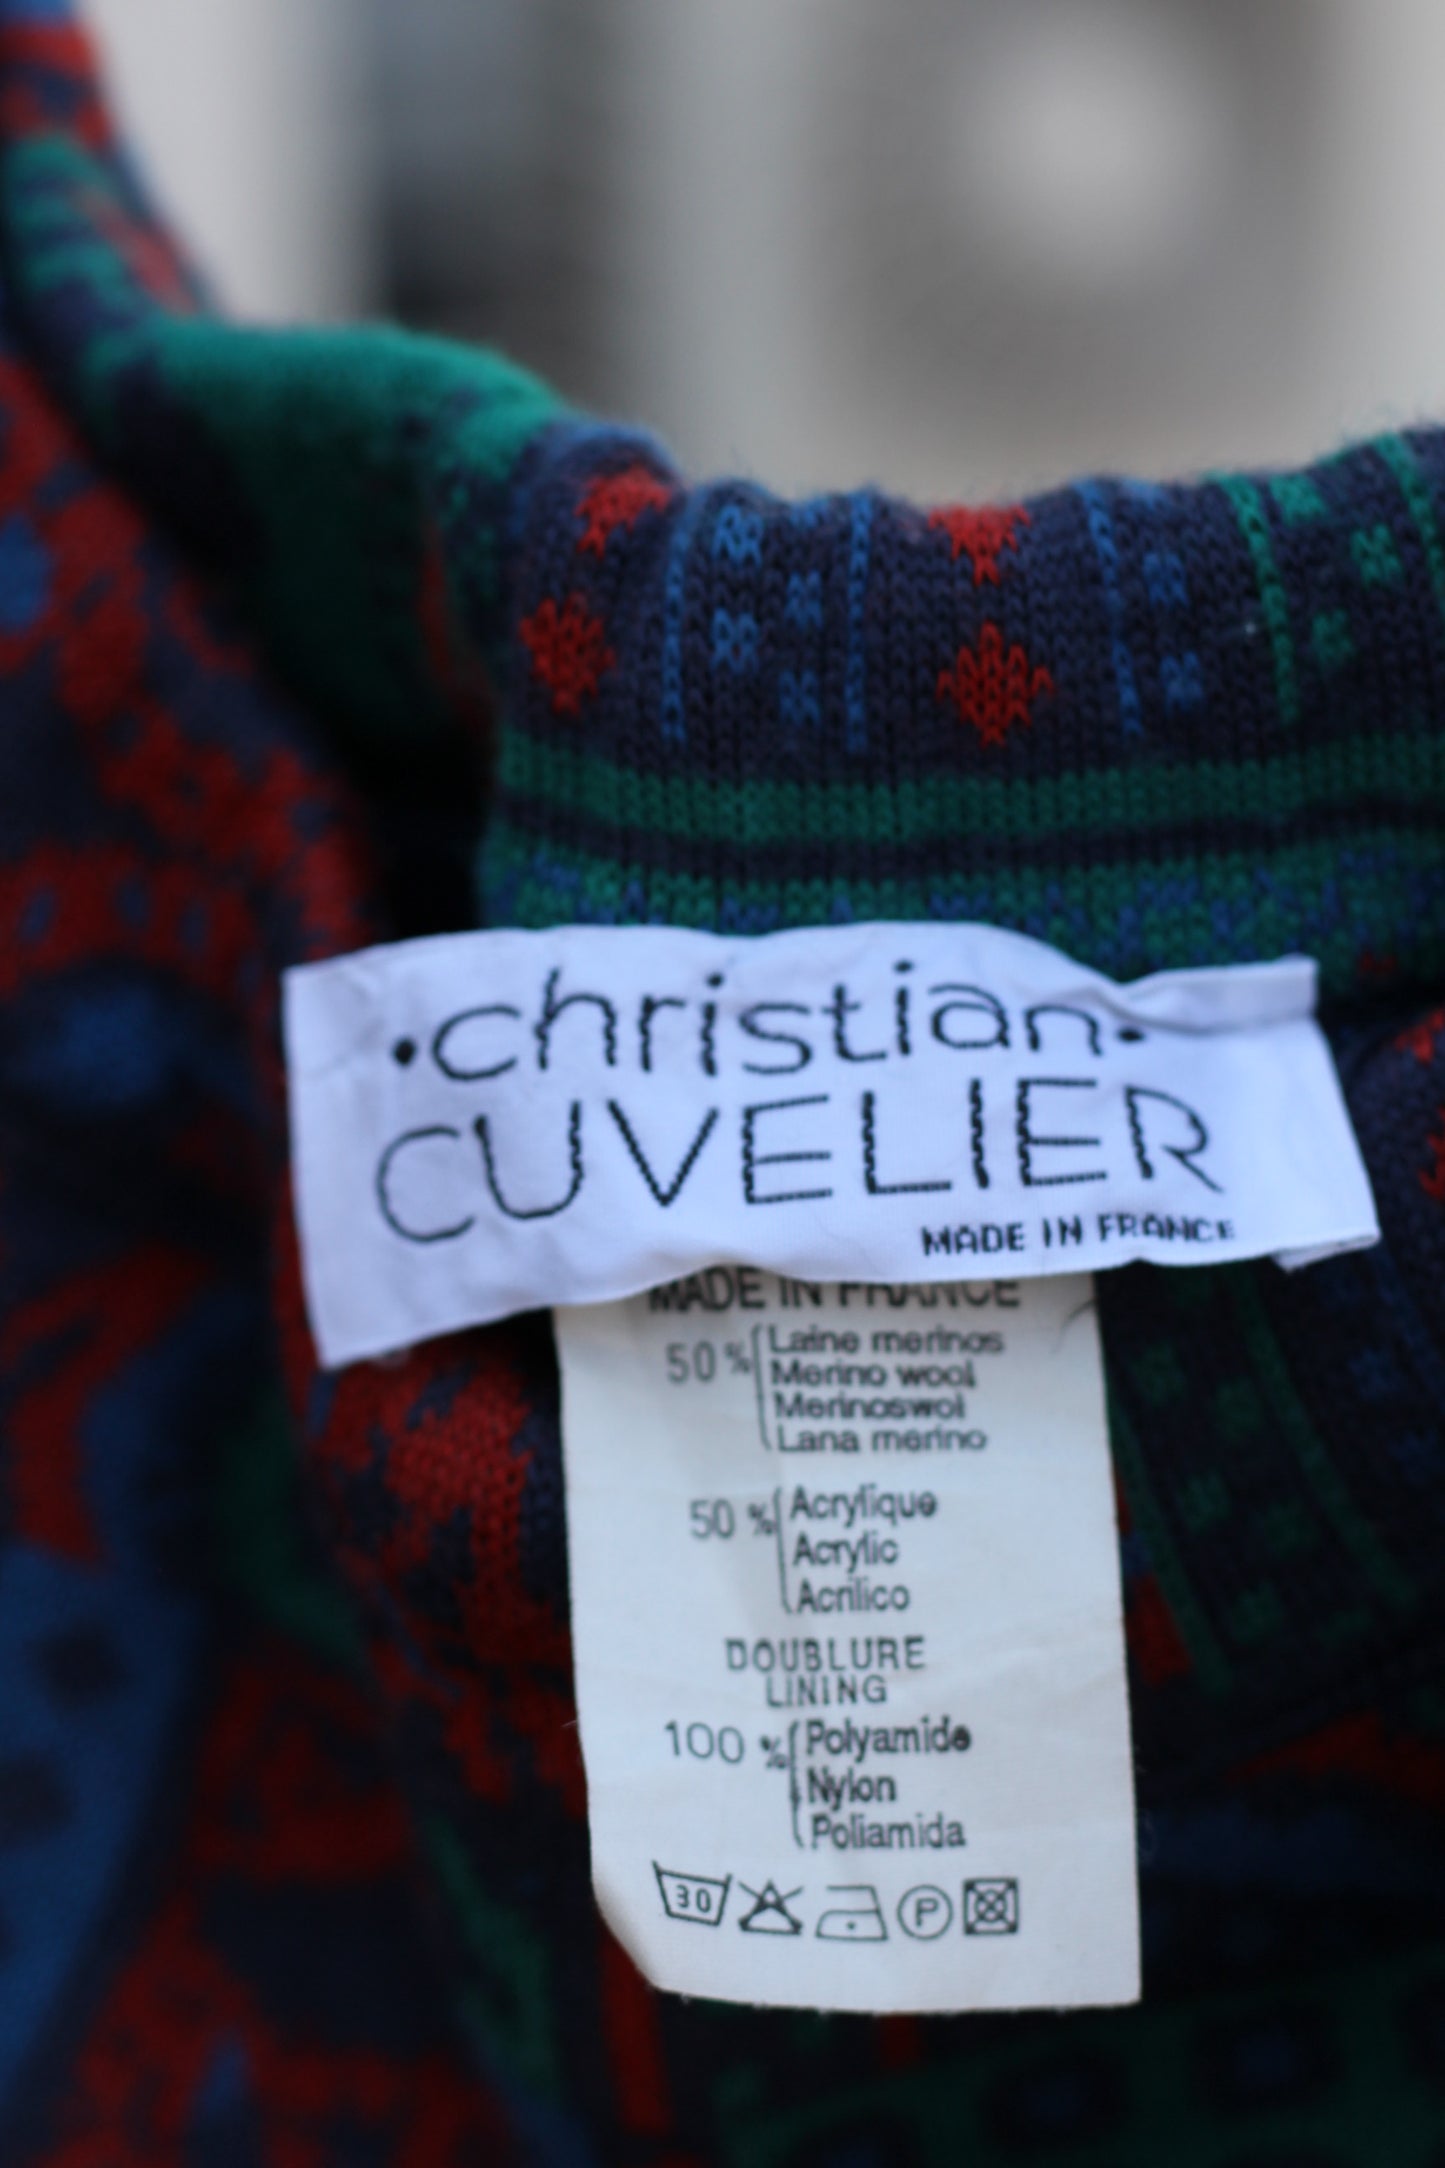 ·christian·
CUVELIER
MADE IN FRANCE
MADE IN FRANCE
50 % Laine merinos
Merino wool
Merinoswol
Lana merino
50 % Acrylique
Acrylic
Acrilico
DOUBLURE
LINING
100 % Polyamide
Nylon
Poliamida
30 P